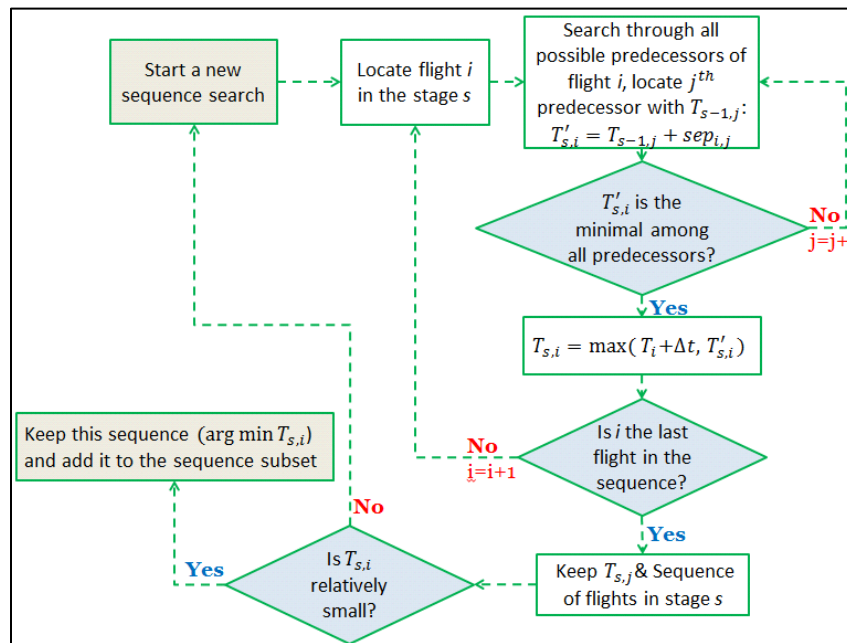 Start a new
sequence search
Locate flight i
in the stage s
Search through all
possible predecessors of
flight i, locate j^{th}
predecessor with T_{s−1,j}:
T'_{s,i} = T_{s−1,j} + sep_{i,j}
T'_{s,i} is the
minimal among
all predecessors?
No
j=j+
Yes
T_{s,i} = max( T_i+Δt, T'_{s,i})
Is i the last
flight in the
sequence?
No
i=i+1
Yes
Keep T_{s,j} & Sequence
of flights in stage s
Is T_{s,i}
relatively
small?
No
Yes
Keep this sequence (arg min T_{s,i})
and add it to the sequence subset